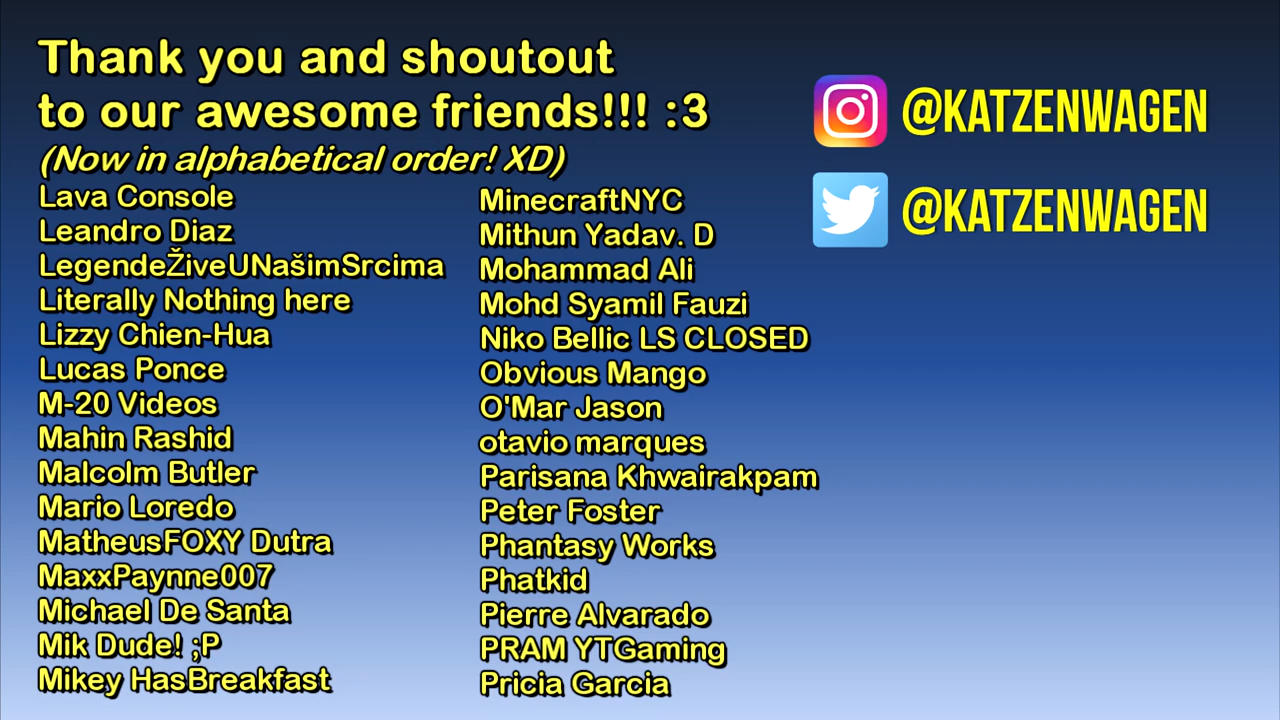 Thank you and shoutout
to our awesome friends!!! :3
(Now in alphabetical order! XD)
Lava Console
Leandro Diaz
LegendeŽiveUNašimSrcima
Literally Nothing here
Lizzy Chien-Hua
Lucas Ponce
M-20 Videos
Mahin Rashid
Malcolm Butler
Mario Loredo
MatheusFOXY Dutra
MaxxPaynne007
Michael De Santa
Mik Dude! ;P
Mikey HasBreakfast
MinecraftNYC
Mithun Yadav. D
Mohammad Ali
Mohd Syamil Fauzi
Niko Bellic LS CLOSED
Obvious Mango
O'Mar Jason
otavio marques
Parisana Khwairakpam
Peter Foster
Phantasy Works
Phatkid
Pierre Alvarado
PRAM YTGaming
Pricia Garcia
@KATZENWAGEN
@KATZENWAGEN